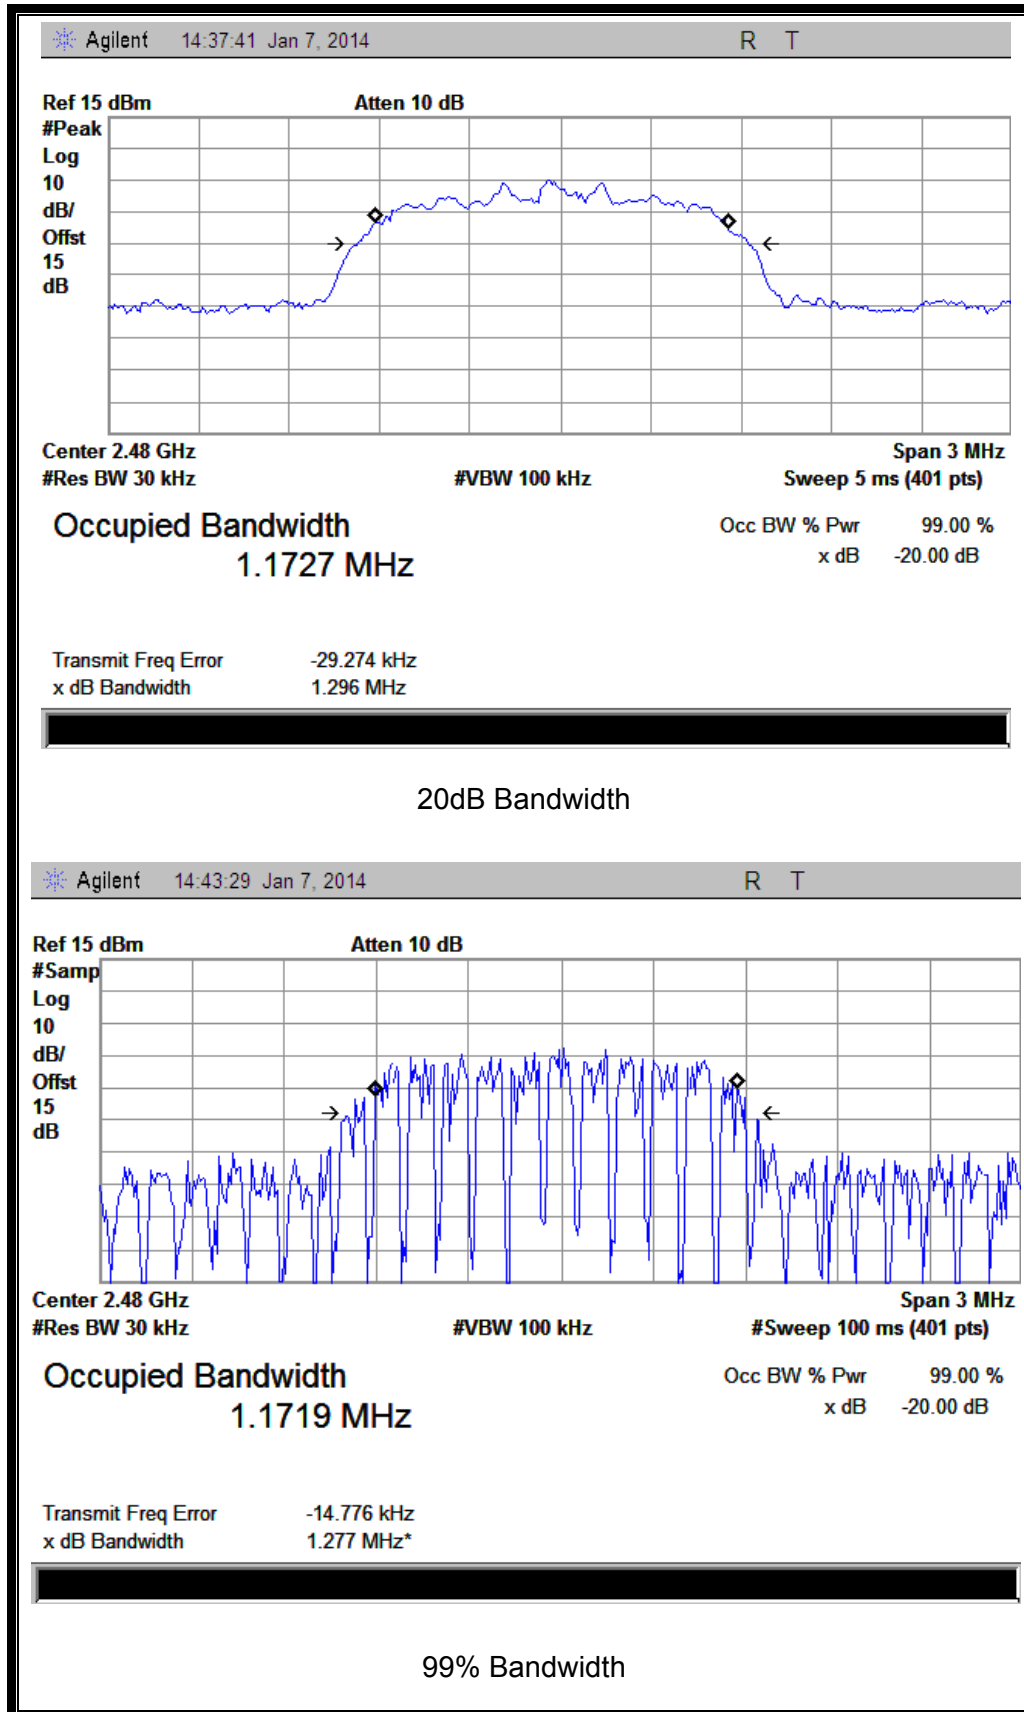 Agilent 14:37:41 Jan 7, 2014 R T
Ref 15 dBm Atten 10 dB
#Peak
Log
10
dB/
Offst
15
dB
Center 2.48 GHz Span 3 MHz
#Res BW 30 kHz #VBW 100 kHz Sweep 5 ms (401 pts)
Occupied Bandwidth Occ BW % Pwr 99.00 %
1.1727 MHz x dB -20.00 dB
Transmit Freq Error -29.274 kHz
x dB Bandwidth 1.296 MHz
20dB Bandwidth
Agilent 14:43:29 Jan 7, 2014 R T
Ref 15 dBm Atten 10 dB
#Samp
Log
10
dB/
Offst
15
dB
Center 2.48 GHz Span 3 MHz
#Res BW 30 kHz #VBW 100 kHz #Sweep 100 ms (401 pts)
Occupied Bandwidth Occ BW % Pwr 99.00 %
1.1719 MHz x dB -20.00 dB
Transmit Freq Error -14.776 kHz
x dB Bandwidth 1.277 MHz*
99% Bandwidth